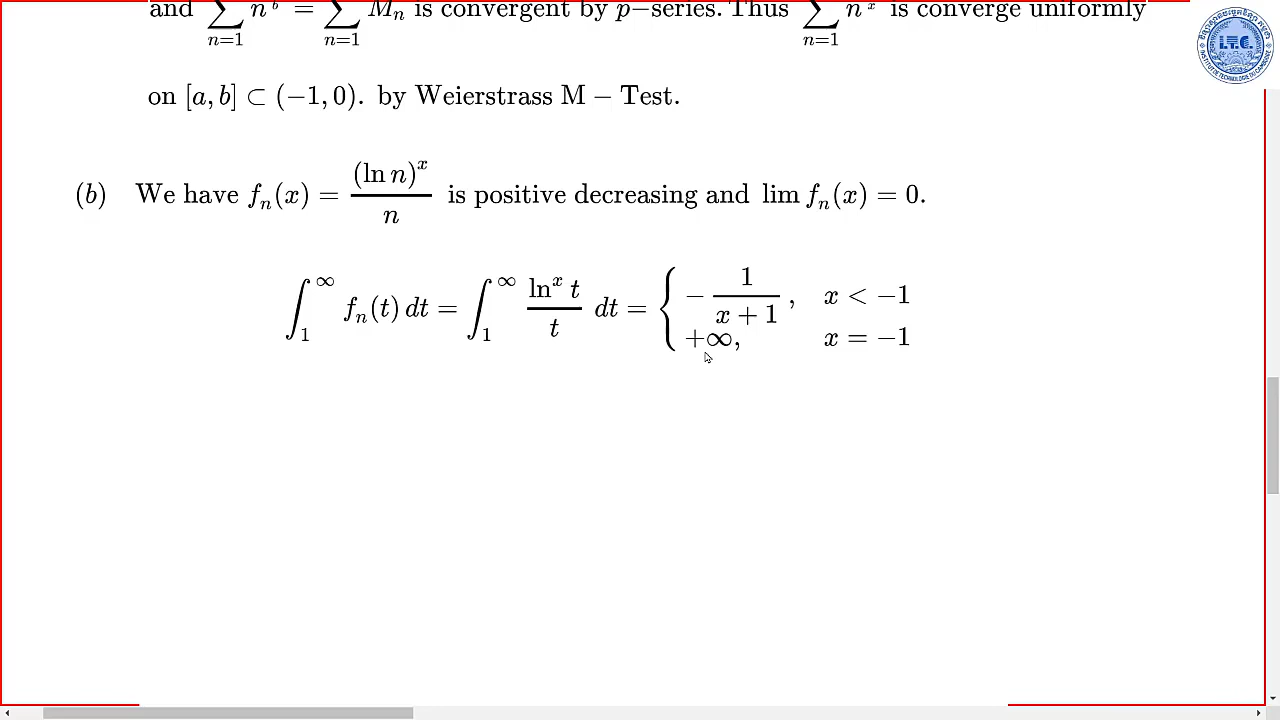 and ∑_{n=1} n^b = ∑_{n=1} M_n is convergent by p−series. Thus ∑_{n=1} n^x is converge uniformly
on [a, b] ⊂ (−1, 0). by Weierstrass M − Test.
(b) We have f_n(x) = (ln n)^x / n is positive decreasing and lim f_n(x) = 0.
∫_1^∞ f_n(t) dt = ∫_1^∞ ln^x t / t dt = { − 1 / (x + 1), x < −1
+∞, x = −1
I.T.C.